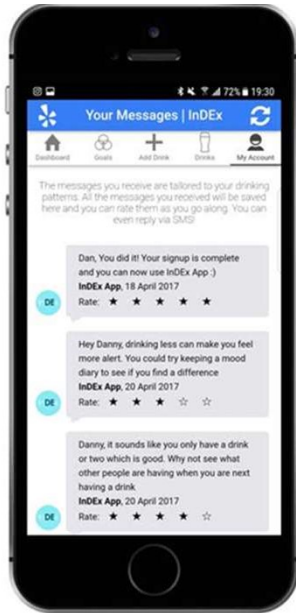 72% 19:30
Your Messages | InDEx
Dashboard Goals Add Drink Drinks My Account
The messages you receive are tailored to your drinking
patterns. All the messages you received will be saved
here and you can rate them as you go along. You can
even reply via SMS!
Dan, You did it! Your signup is complete
and you can now use InDEx App :)
InDEx App, 18 April 2017
DE Rate: ★ ★ ★ ★ ★
Hey Danny, drinking less can make you feel
more alert. You could try keeping a mood
diary to see if you find a difference
InDEx App, 20 April 2017
DE Rate: ★ ★ ★ ☆ ☆
Danny, it sounds like you only have a drink
or two which is good. Why not see what
other people are having when you are next
having a drink
InDEx App, 20 April 2017
DE Rate: ★ ★ ★ ★ ☆